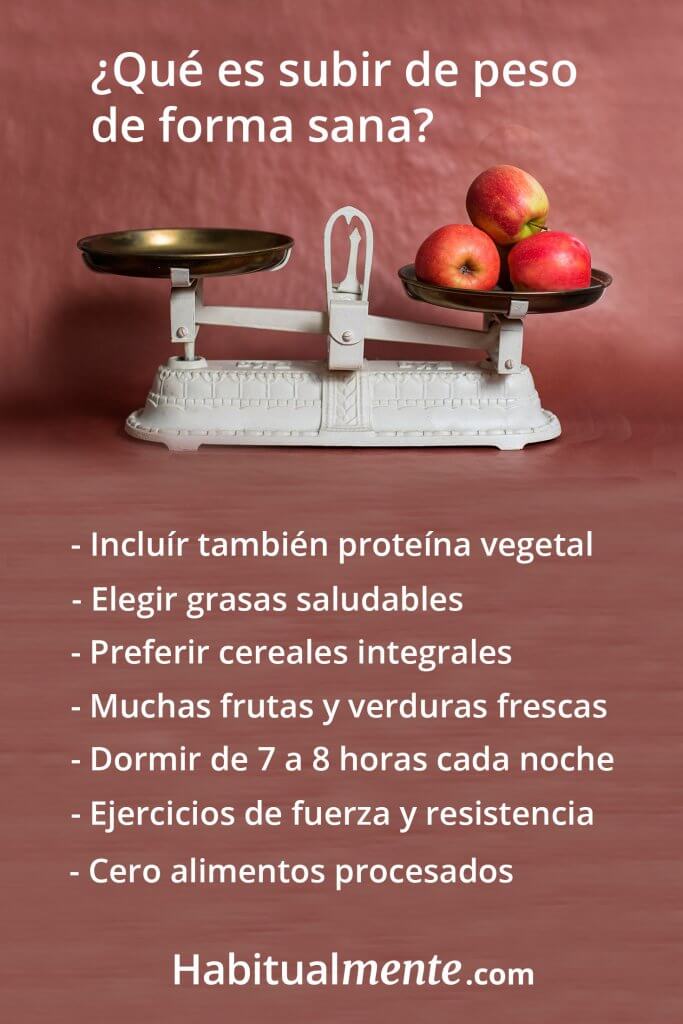 ¿Qué es subir de peso
de forma sana?
- Incluír también proteína vegetal
- Elegir grasas saludables
- Preferir cereales integrales
- Muchas frutas y verduras frescas
- Dormir de 7 a 8 horas cada noche
- Ejercicios de fuerza y resistencia
- Cero alimentos procesados
Habitualmente.com